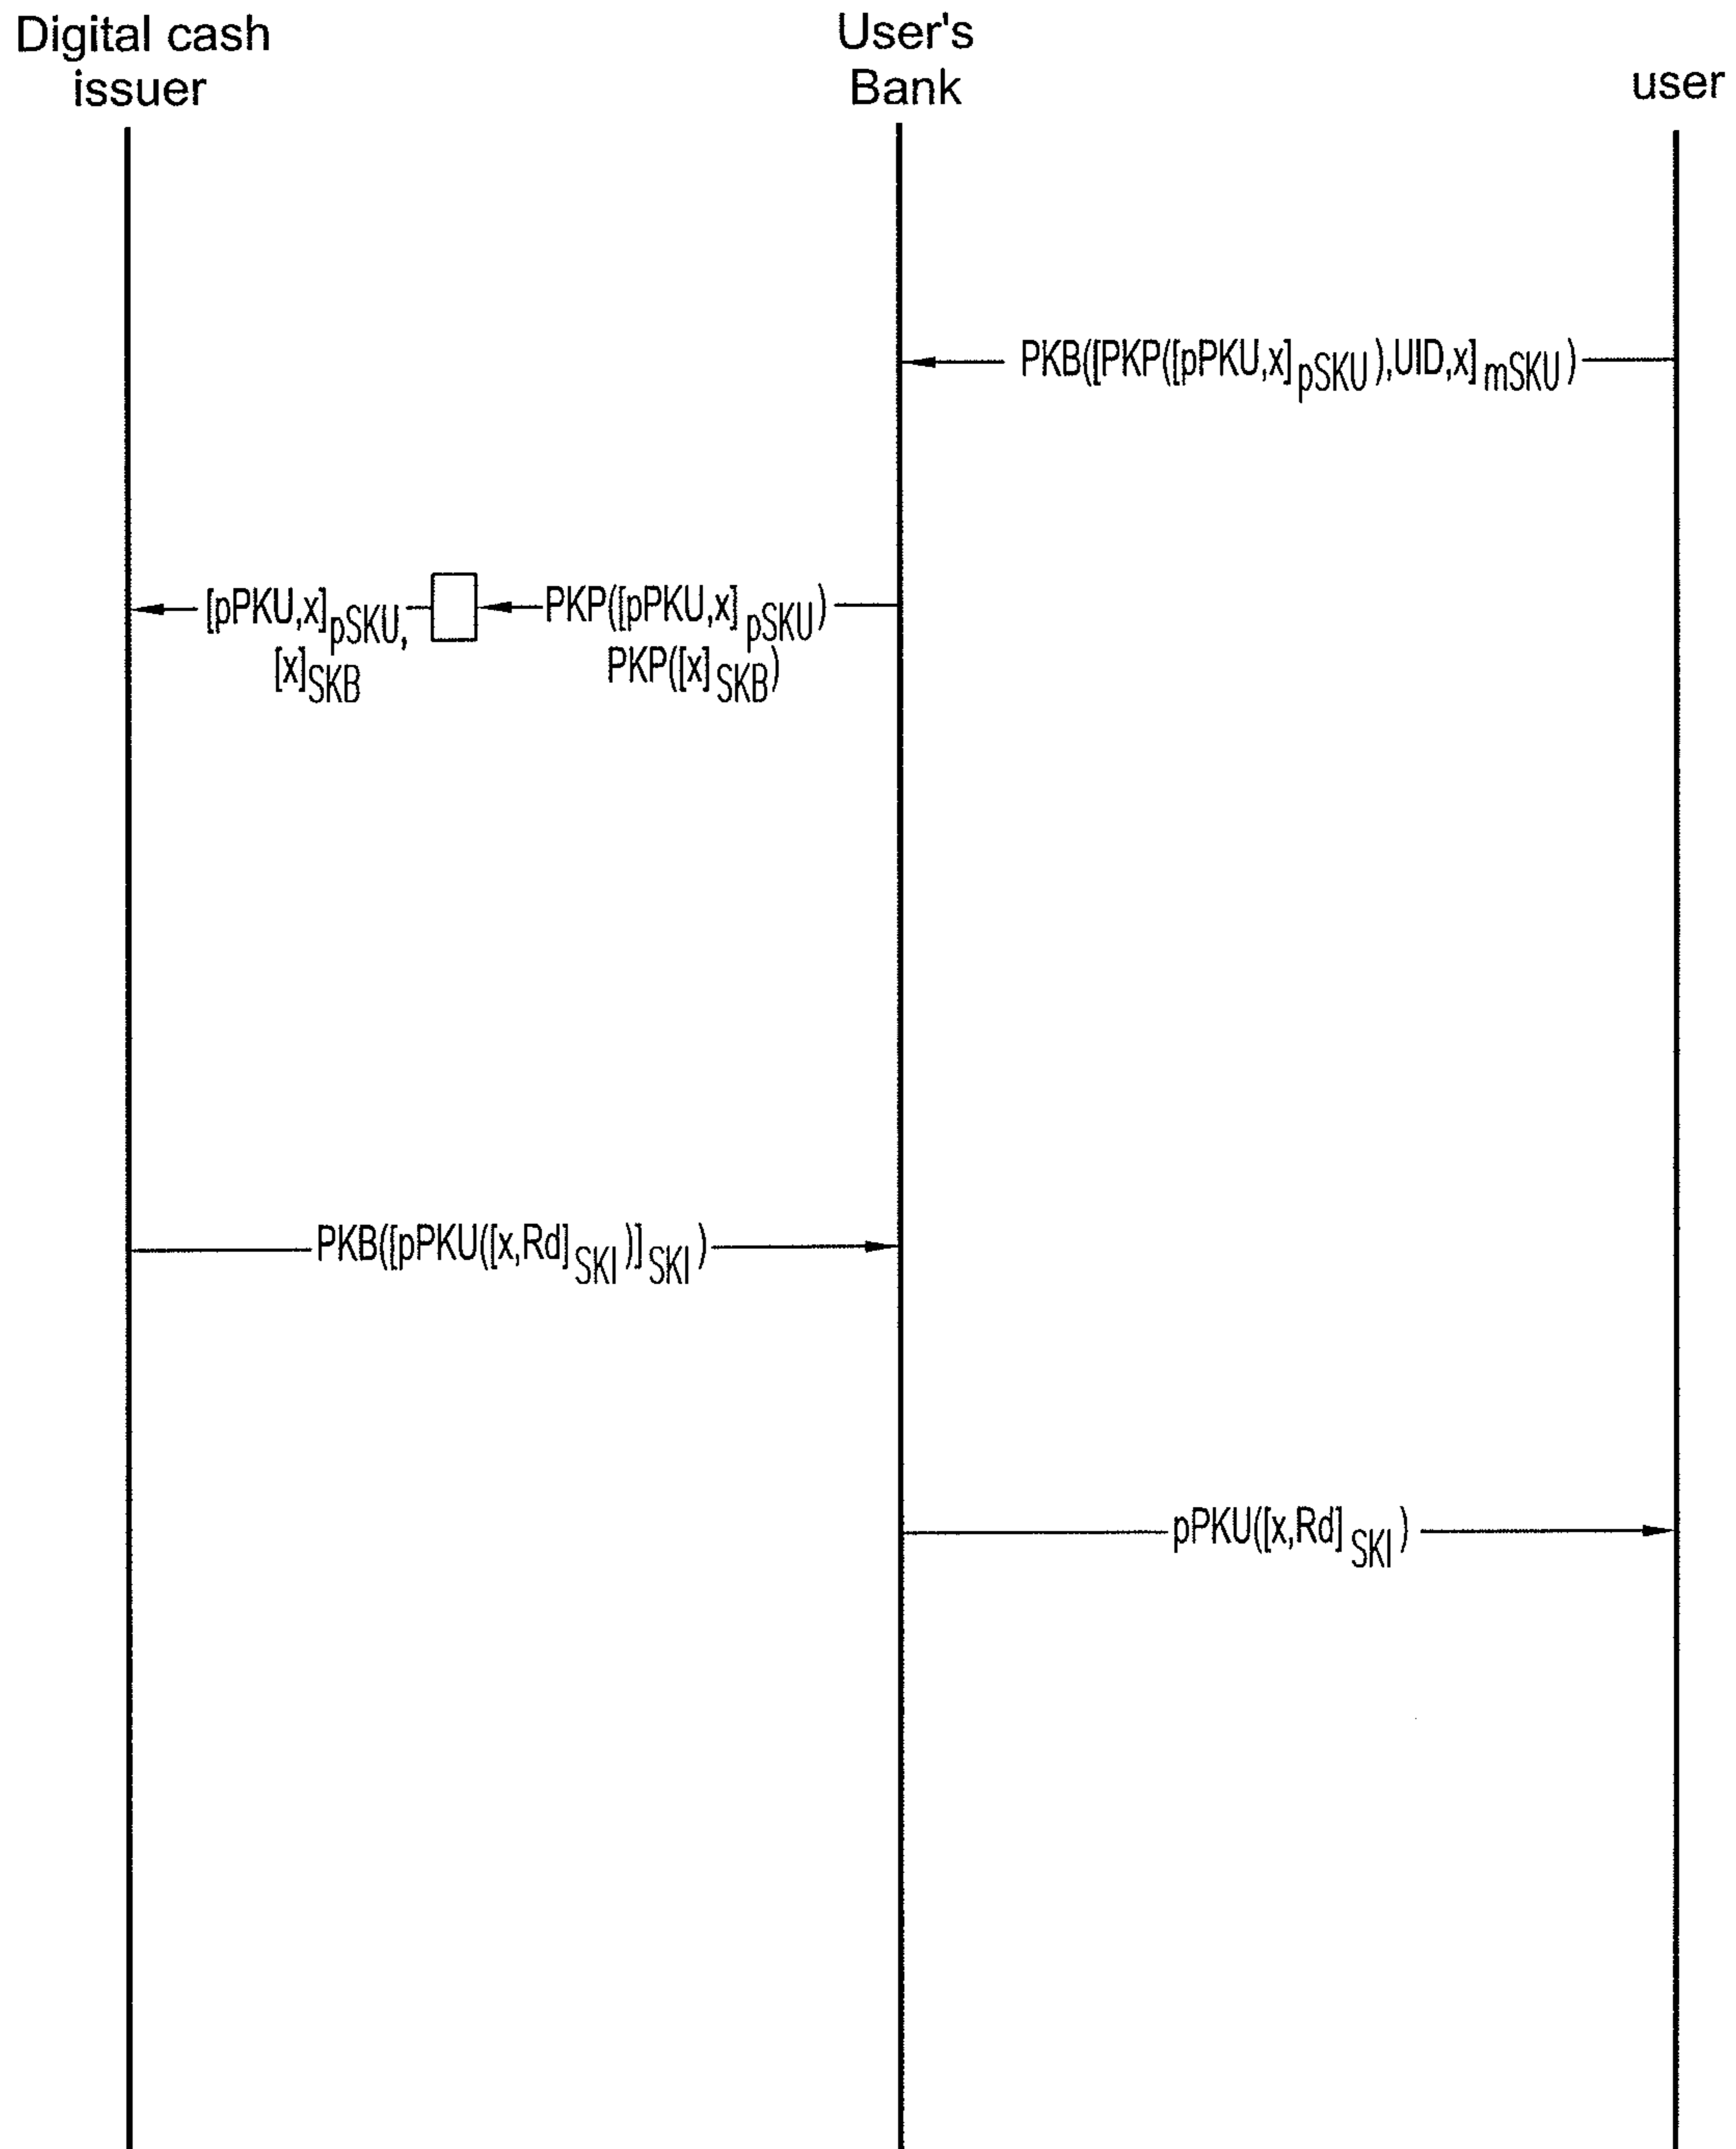 Digital cash
issuer
User's
Bank
user
PKB([PKP([pPKU,x]pSKU),UID,x]mSKU)
[pPKU,x]pSKU,
[x]SKB
PKP([pPKU,x]pSKU)
PKP([x]SKB)
PKB([pPKU([x,Rd]SKI)]SKI)
pPKU([x,Rd]SKI)